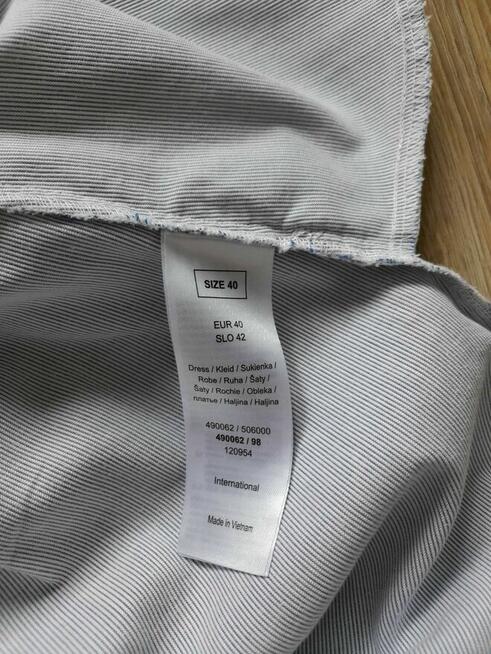 SIZE 40
EUR 40
SLO 42
Dress / Kleid / Sukienka /
Robe / Ruha / Šaty /
Šaty / Rochie / Obleka /
платье / Haljina / Haljina
490062 / 506000
490062 / 98
120954
International
Made in Vietnam